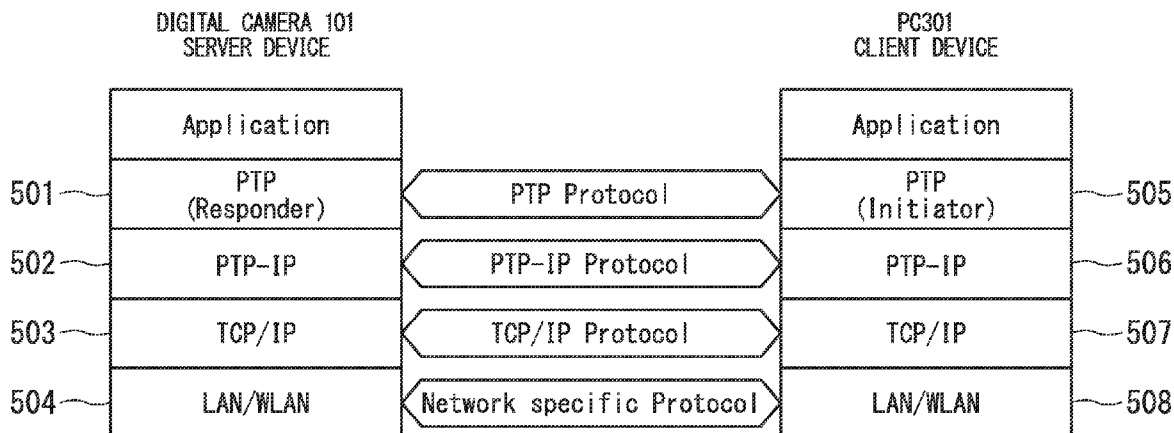 DIGITAL CAMERA 101
SERVER DEVICE
PC301
CLIENT DEVICE
Application
Application
501
PTP
(Responder)
PTP Protocol
PTP
(Initiator)
505
502
PTP-IP
PTP-IP Protocol
PTP-IP
506
503
TCP/IP
TCP/IP Protocol
TCP/IP
507
504
LAN/WLAN
Network specific Protocol
LAN/WLAN
508